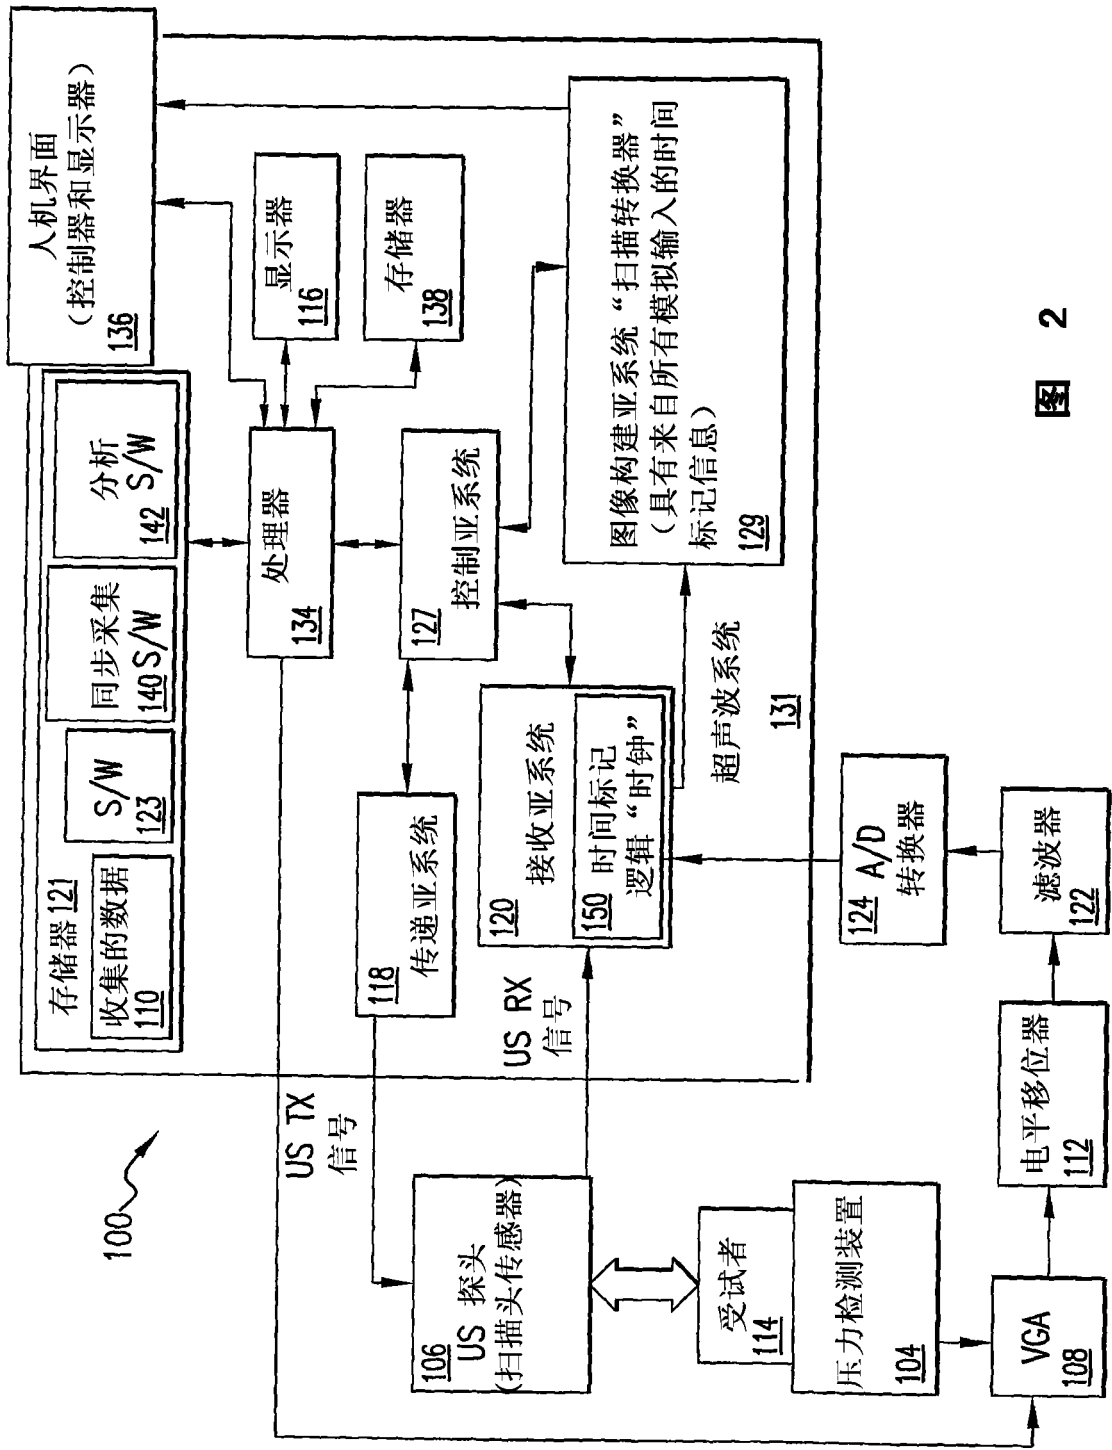 100
存储器121
收集的数据
110
S/W
123
同步采集
140 S/W
分析
142 S/W
人机界面
(控制器和显示器)
136
处理器
134
显示器
116
存储器
138
控制亚系统
127
传递亚系统
118
接收亚系统
120
时间标记
150 逻辑“时钟”
图像构建亚系统“扫描转换器”
(具有来自所有模拟输入的时间
标记信息)
129
超声波系统
131
US TX
信号
US RX
信号
106 US 探头
(扫描头传感器)
受试者
114
压力检测装置
104
VGA
108
电平移位器
112
滤波器
122
124 A/D
转换器
图 2